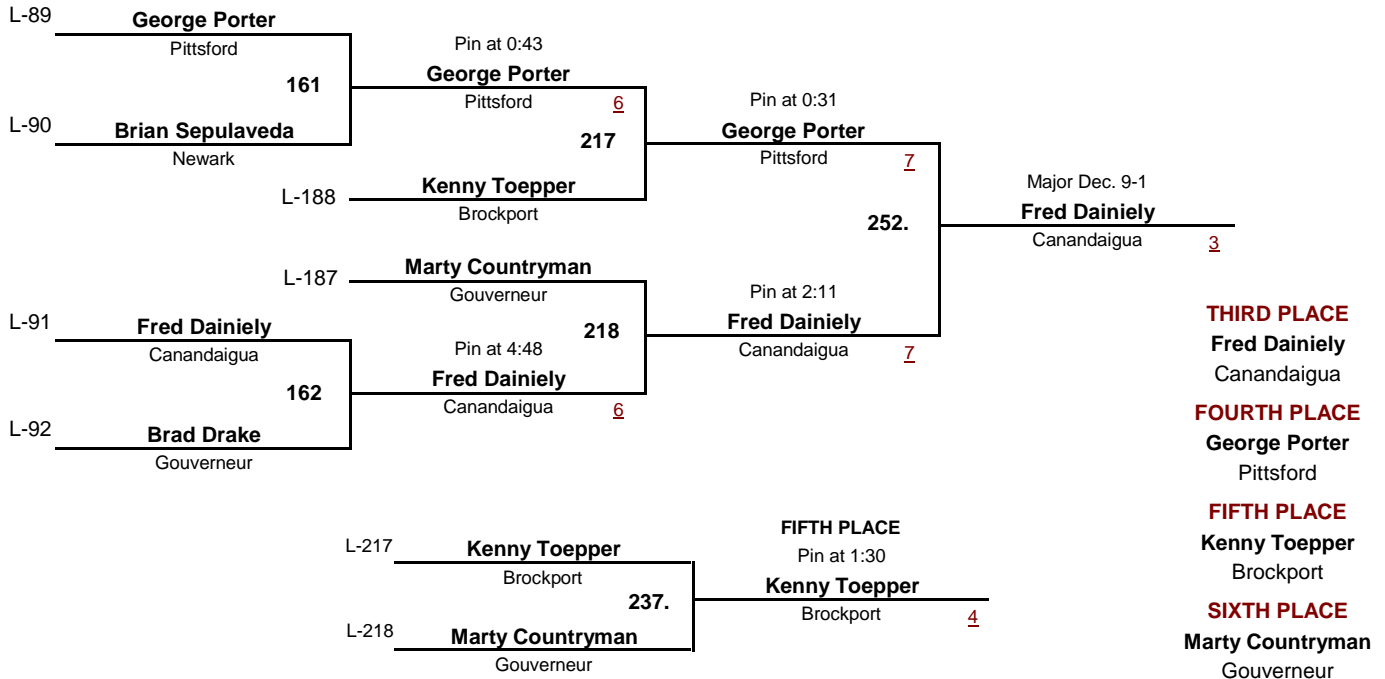 L-89
George Porter
Pittsford
161
L-90
Brian Sepulaveda
Newark
Pin at 0:43
George Porter
Pittsford 6
217
L-188
Kenny Toepper
Brockport
Pin at 0:31
George Porter
Pittsford 7
252.
Major Dec. 9-1
Fred Dainiely
Canandaigua 3
L-187
Marty Countryman
Gouverneur
218
Pin at 2:11
Fred Dainiely
Canandaigua 7
L-91
Fred Dainiely
Canandaigua
162
L-92
Brad Drake
Gouverneur
Pin at 4:48
Fred Dainiely
Canandaigua 6
THIRD PLACE
Fred Dainiely
Canandaigua
FOURTH PLACE
George Porter
Pittsford
FIFTH PLACE
Kenny Toepper
Brockport
SIXTH PLACE
Marty Countryman
Gouverneur
L-217
Kenny Toepper
Brockport
237.
L-218
Marty Countryman
Gouverneur
FIFTH PLACE
Pin at 1:30
Kenny Toepper
Brockport 4